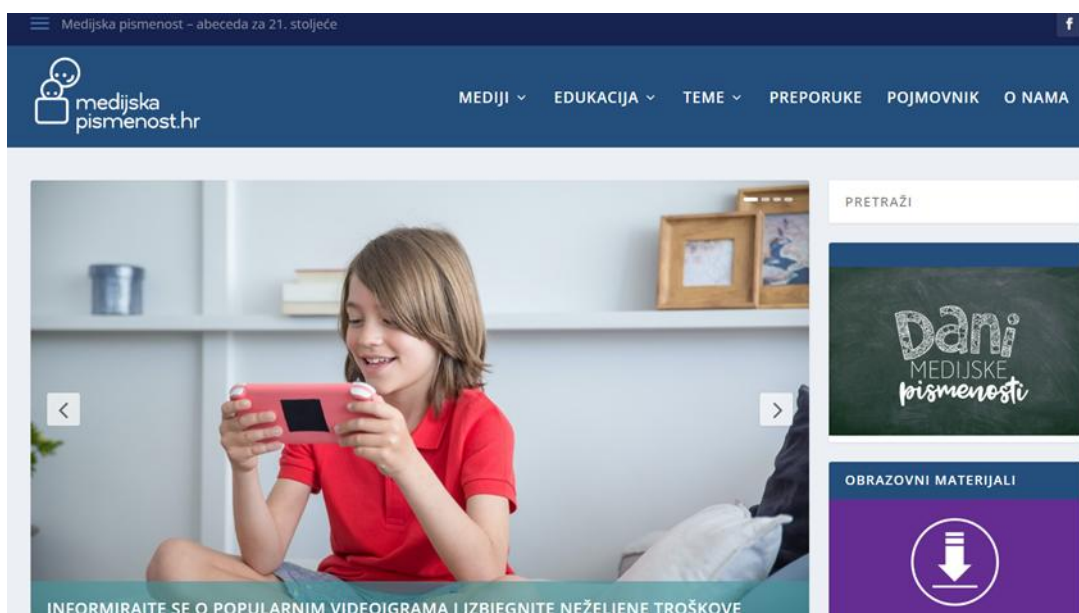 Medijska pismenost – abeceda za 21. stoljeće
f
medijska
pismenost.hr
MEDIJI
EDUKACIJA
TEME
PREPORUKE
POJMOVNIK
O NAMA
PRETRAŽI
Dani
MEDIJSKE
pismenosti
OBRAZOVNI MATERIJALI
INFORMIRAJTE SE O POPULARNIM VIDEOIGRAMA I IZBJEGNITE NEŽELJENE TROŠKOVE